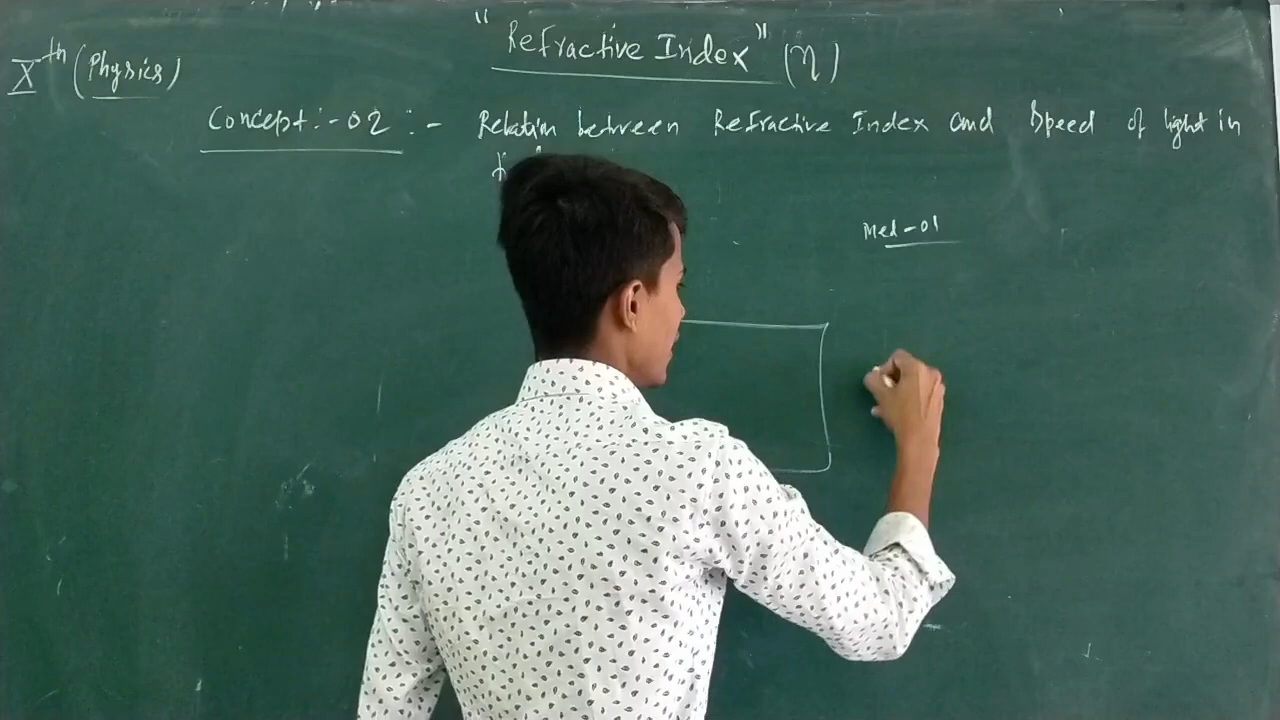 "Refractive Index" (η)
Xth (Physics)
Concept:-02 :- Relation between Refractive Index and Speed of light in
Med-01